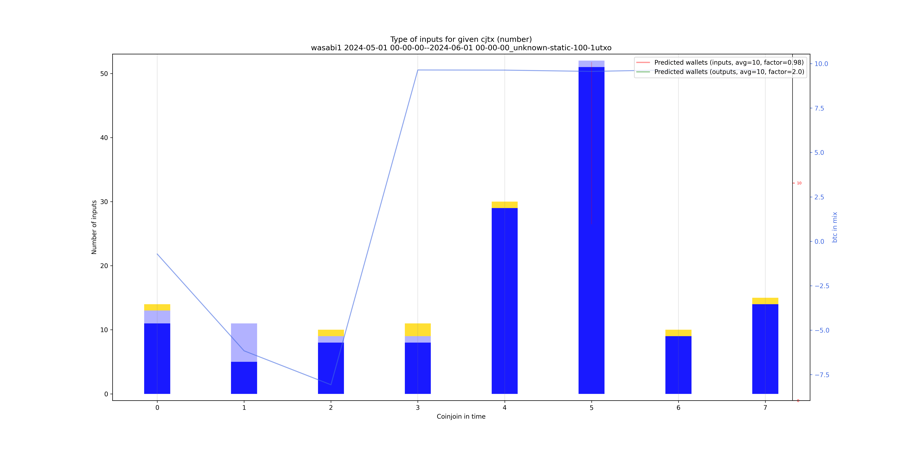 Type of inputs for given cjtx (number)
wasabi1 2024-05-01 00-00-00--2024-06-01 00-00-00_unknown-static-100-1utxo
Predicted wallets (inputs, avg=10, factor=0.98)
Predicted wallets (outputs, avg=10, factor=2.0)
50
40
30
20
10
0
Number of inputs
10.0
7.5
5.0
2.5
0.0
−2.5
−5.0
−7.5
btc in mix
0 1 2 3 4 5 6 7
Coinjoin in time